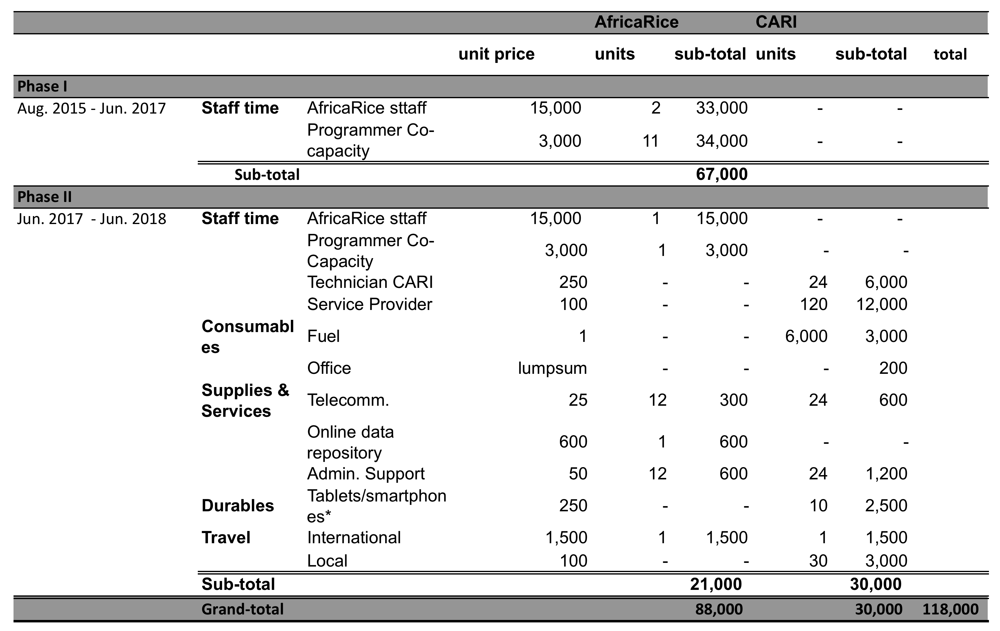 AfricaRice CARI
unit price units sub-total units sub-total total
Phase I
Aug. 2015 - Jun. 2017 Staff time AfricaRice sttaff 15,000 2 33,000 - -
Programmer Co-
capacity 3,000 11 34,000 - -
Sub-total 67,000
Phase II
Jun. 2017 - Jun. 2018 Staff time AfricaRice sttaff 15,000 1 15,000 - -
Programmer Co-
Capacity 3,000 1 3,000 - -
Technician CARI 250 - - 24 6,000
Service Provider 100 - - 120 12,000
Consumabl
es Fuel 1 - - 6,000 3,000
Office lumpsum - - - 200
Supplies &
Services Telecomm. 25 12 300 24 600
Online data
repository 600 1 600 - -
Admin. Support 50 12 600 24 1,200
Durables Tablets/smartphon
es* 250 - - 10 2,500
Travel International 1,500 1 1,500 1 1,500
Local 100 - - 30 3,000
Sub-total 21,000 30,000
Grand-total 88,000 30,000 118,000